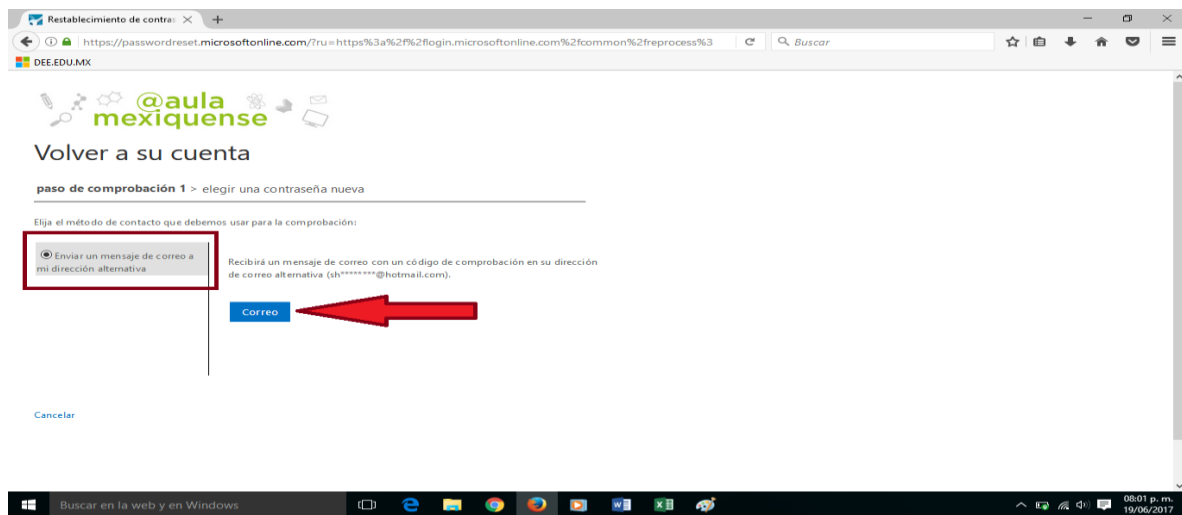 Restablecimiento de contras
https://passwordreset.microsoftonline.com/?ru=https%3a%2f%2flogin.microsoftonline.com%2fcommon%2freprocess%3
Buscar
DEE.EDU.MX
@aula
mexiquense
Volver a su cuenta
paso de comprobación 1 > elegir una contraseña nueva
Elija el método de contacto que debemos usar para la comprobación:
Enviar un mensaje de correo a
mi dirección alternativa
Recibirá un mensaje de correo con un código de comprobación en su dirección
de correo alternativa (sh********@hotmail.com).
Correo
Cancelar
Buscar en la web y en Windows
08:01 p. m.
19/06/2017